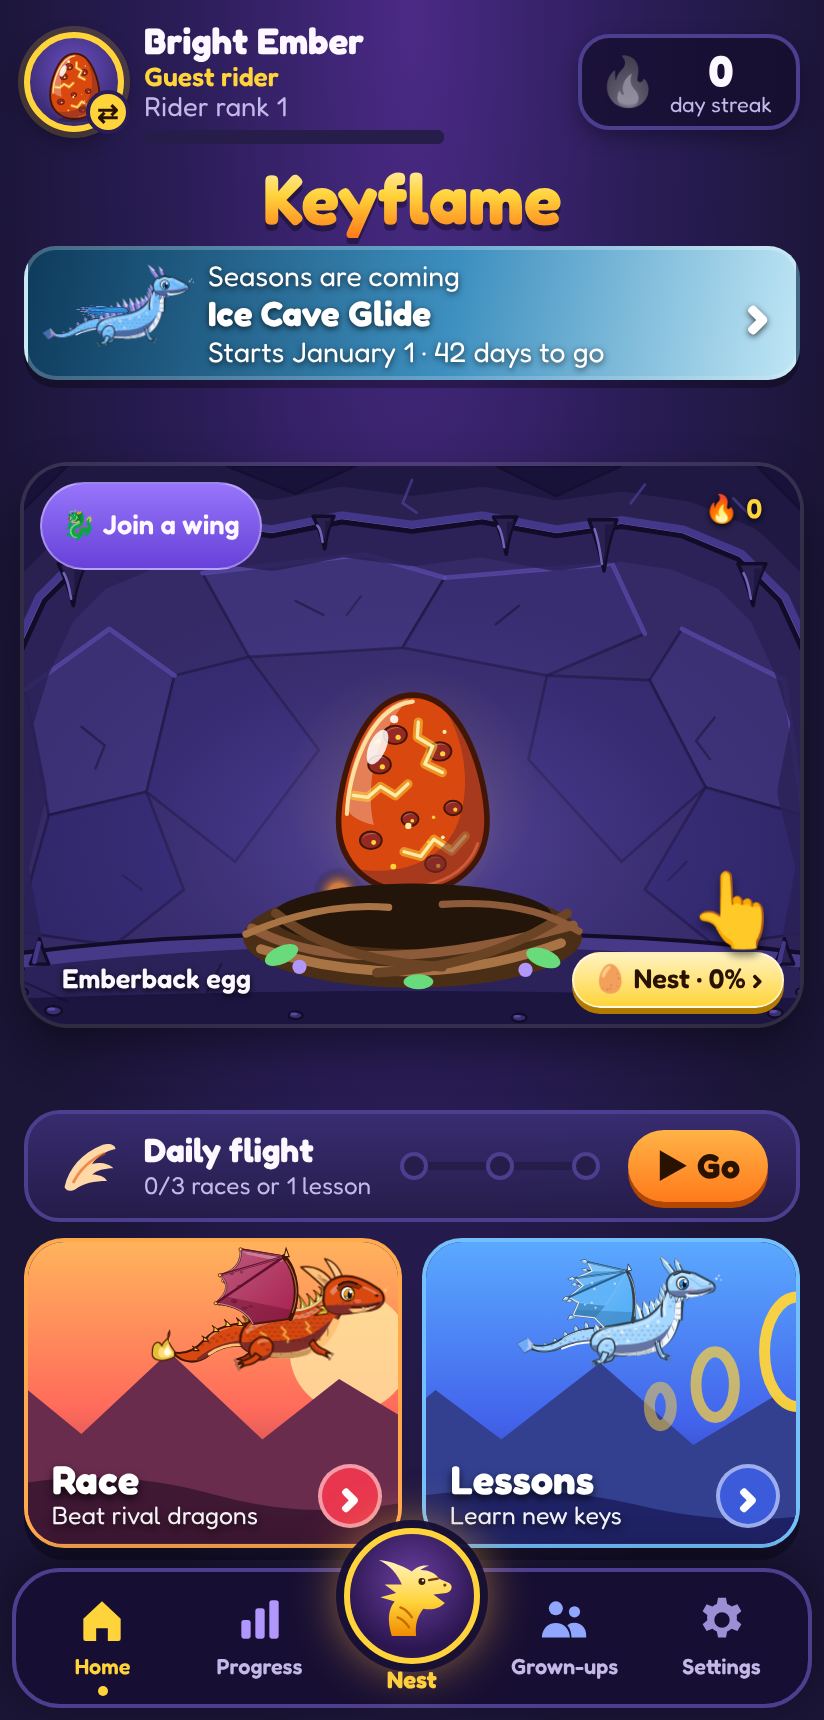 Bright Ember
Guest rider
Rider rank 1
0
day streak
Keyflame
Seasons are coming
Ice Cave Glide
Starts January 1 · 42 days to go
Join a wing
0
Emberback egg
Nest · 0% ›
Daily flight
0/3 races or 1 lesson
Go
Race
Beat rival dragons
Lessons
Learn new keys
Home
Progress
Nest
Grown-ups
Settings